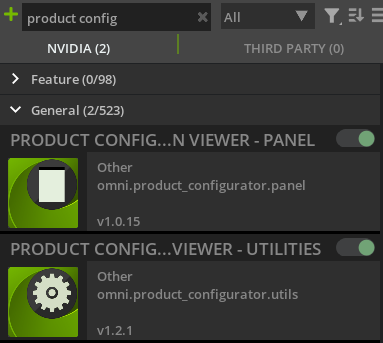 product config
All
NVIDIA (2)
THIRD PARTY (0)
Feature (0/98)
General (2/523)
PRODUCT CONFIG...N VIEWER - PANEL
Other
omni.product_configurator.panel
v1.0.15
PRODUCT CONFIG...VIEWER - UTILITIES
Other
omni.product_configurator.utils
v1.2.1